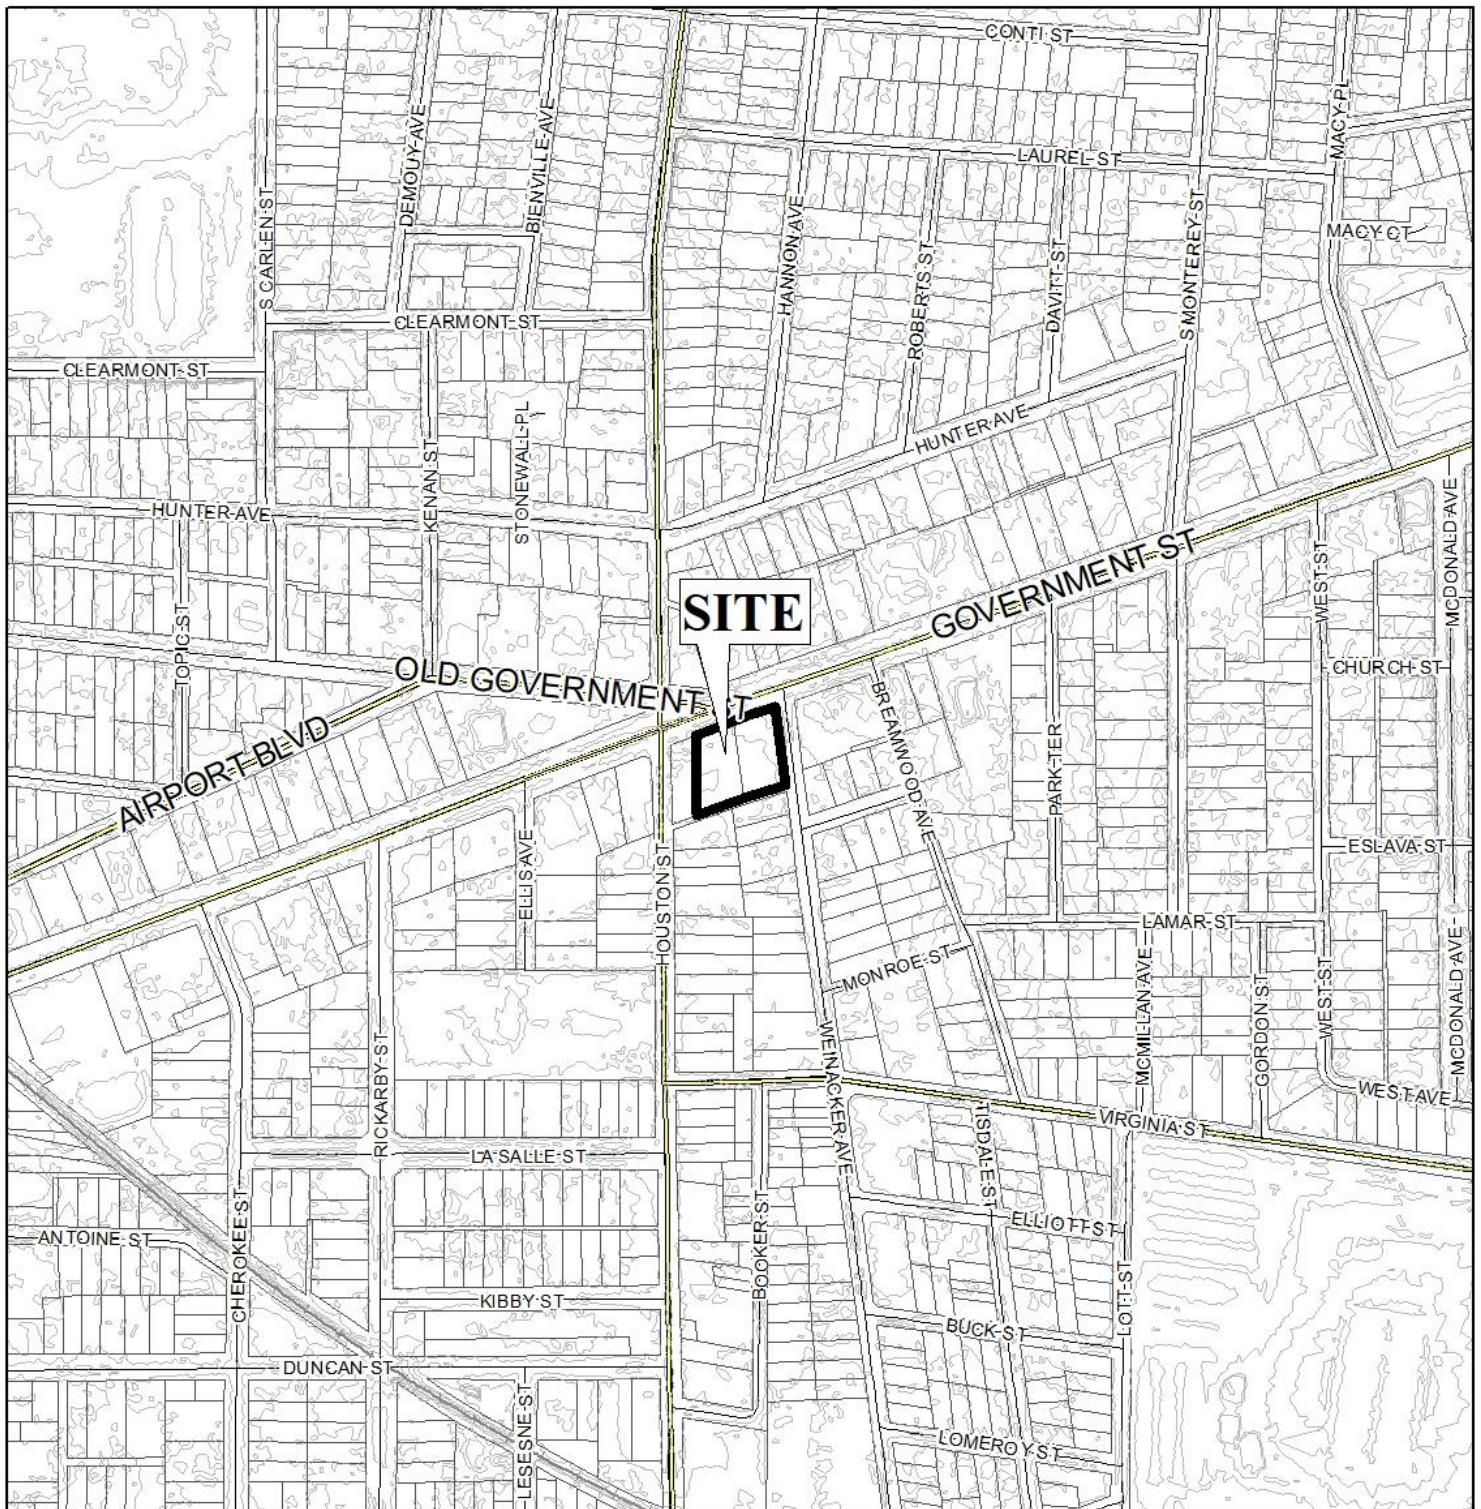 CONTI ST
MACY PL
DEMOUY AVE
BIENVILLE AVE
LAUREL ST
S CARLEN ST
HANNON AVE
ROBERTS ST
DAVITT ST
S MONTEREY ST
MACY CT
CLEARMONT ST
CLEARMONT ST
KENAN ST
STONEWALL PL
HUNTER AVE
HUNTER AVE
MCDONALD AVE
WEST ST
TOPIC ST
SITE
GOVERNMENT ST
CHURCH ST
OLD GOVERNMENT ST
AIRPORT BLVD
BREAMWOOD AVE
PARK TER
ELLIS AVE
HOUSTON ST
ESLAVA ST
LAMAR ST
MONROE ST
MCMILLAN AVE
GORDON ST
WEST ST
MCDONALD AVE
RICKARBY ST
WEINACKER AVE
WEST AVE
VIRGINIA ST
TISDALE ST
LA SALLE ST
ANTOINE ST
CHEROKEE ST
BOOKER ST
ELLIOTT ST
LOTT ST
KIBBY ST
BUCK ST
DUNCAN ST
LESESNE ST
LOMEROY ST